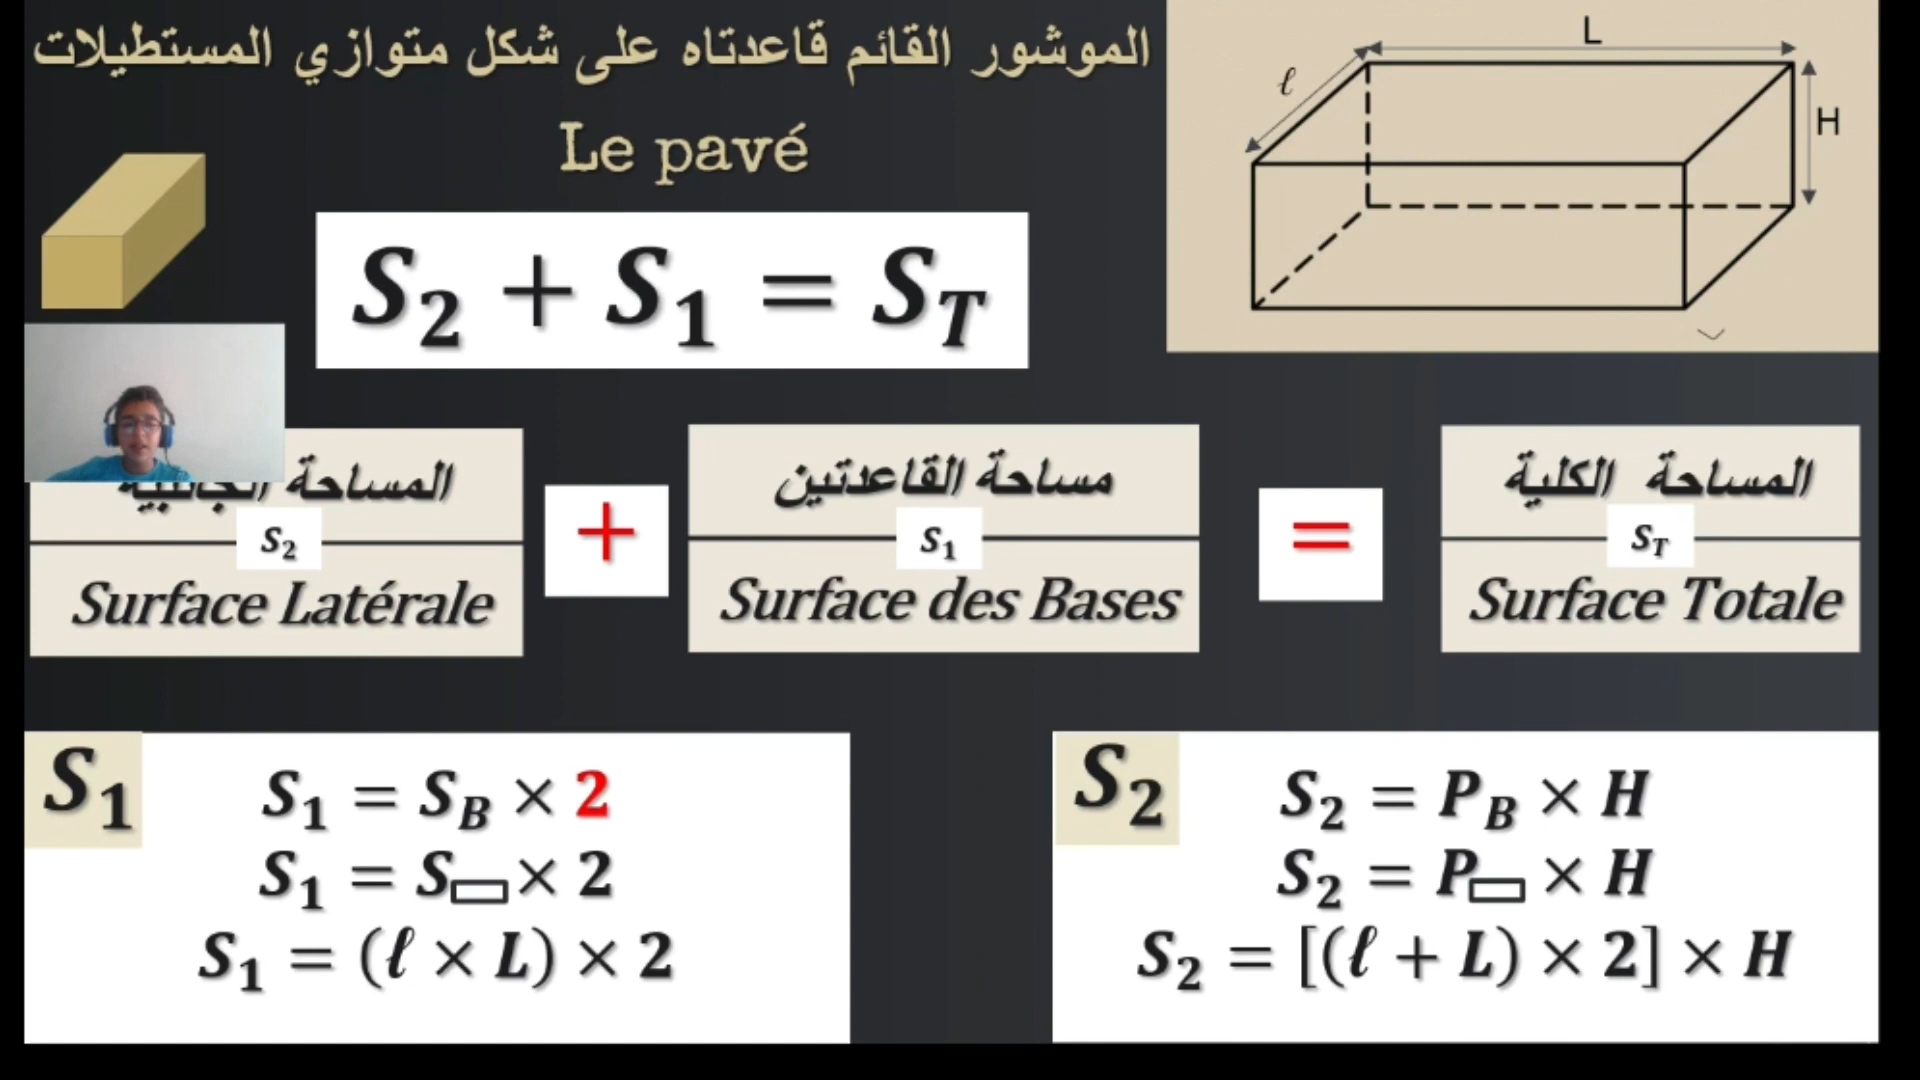 الموشور القائم قاعدتاه على شكل متوازي المستطيلات
Le pavé
L
ℓ
H
S₂ + S₁ = S_T
المساحة الجانبية
S₂
Surface Latérale
+
مساحة القاعدتين
S₁
Surface des Bases
=
المساحة الكلية
S_T
Surface Totale
S₁
S₁ = S_B × 2
S₁ = S▭ × 2
S₁ = (ℓ × L) × 2
S₂
S₂ = P_B × H
S₂ = P▭ × H
S₂ = [(ℓ + L) × 2] × H